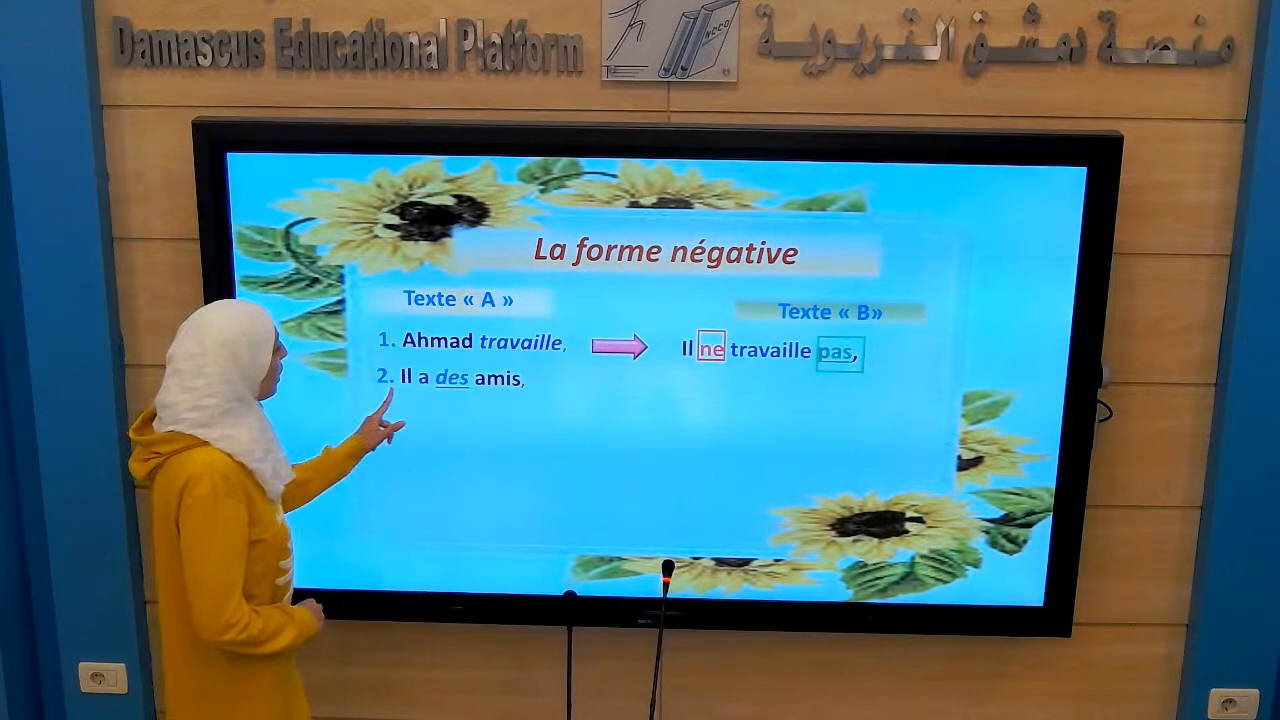 Damascus Educational Platform
NCCD
منصة دمشق التربوية
La forme négative
Texte « A »
Texte « B»
1. Ahmad travaille,
Il ne travaille pas,
2. Il a des amis,